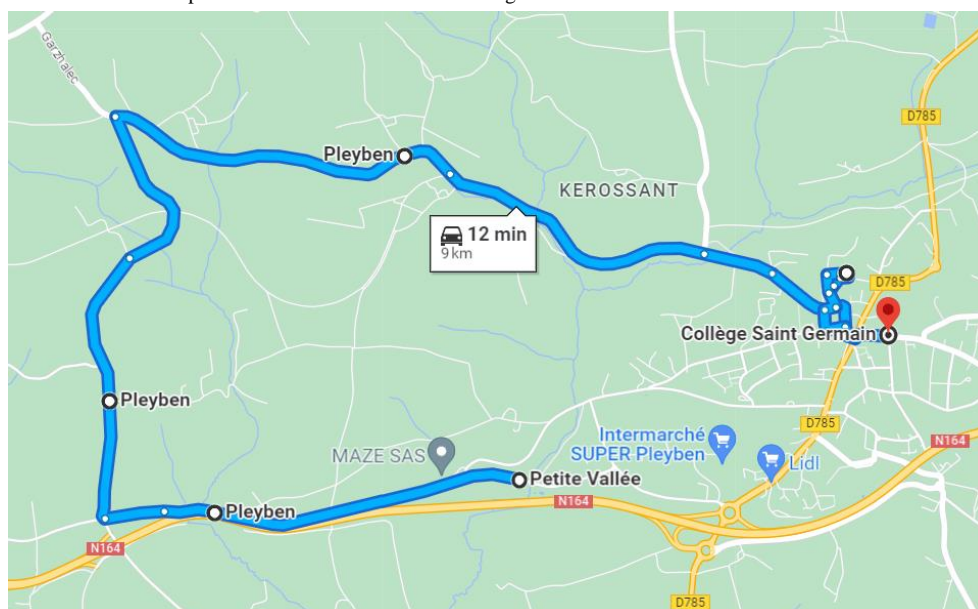 Garzhalec
D785
Pleyben
KEROSSANT
12 min
9 km
D785
Collège Saint Germain
Pleyben
D785
Intermarché
SUPER Pleyben
MAZE SAS
Lidl
N164
Petite Vallée
N164
Pleyben
N164
D785